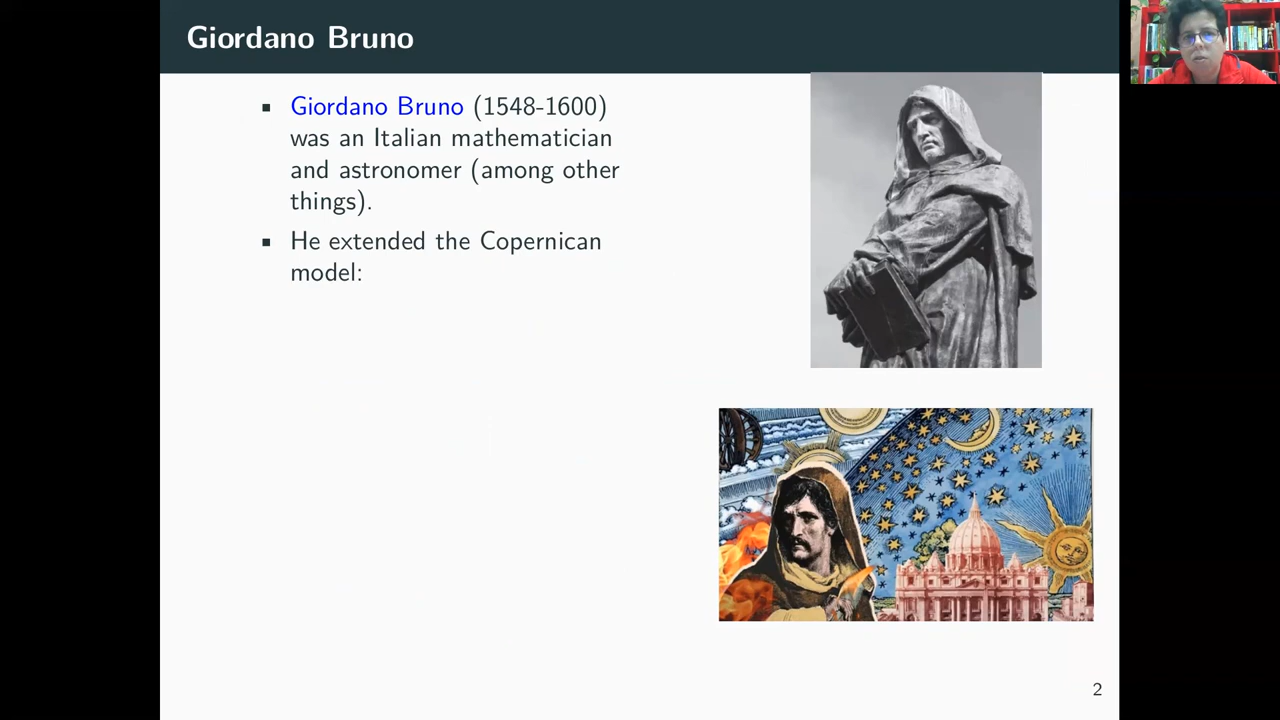 Giordano Bruno
▪ Giordano Bruno (1548-1600)
was an Italian mathematician
and astronomer (among other
things).
▪ He extended the Copernican
model:
2